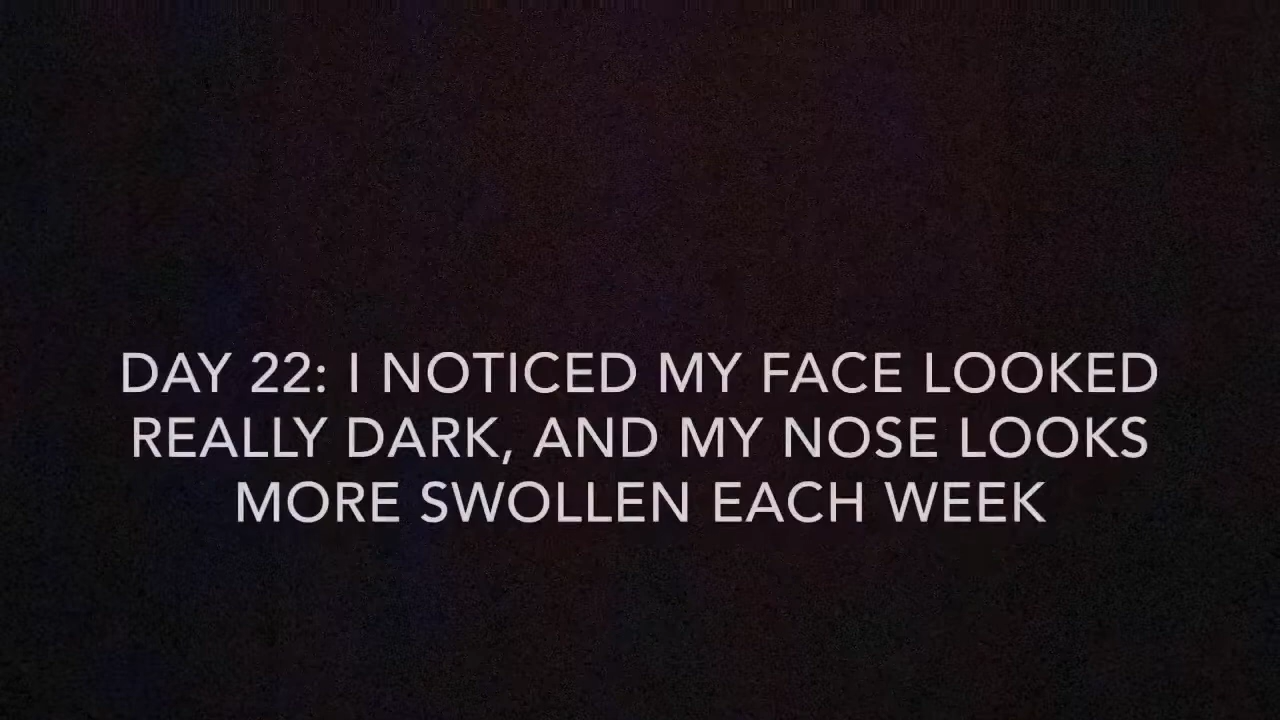 DAY 22: I NOTICED MY FACE LOOKED
REALLY DARK, AND MY NOSE LOOKS
MORE SWOLLEN EACH WEEK